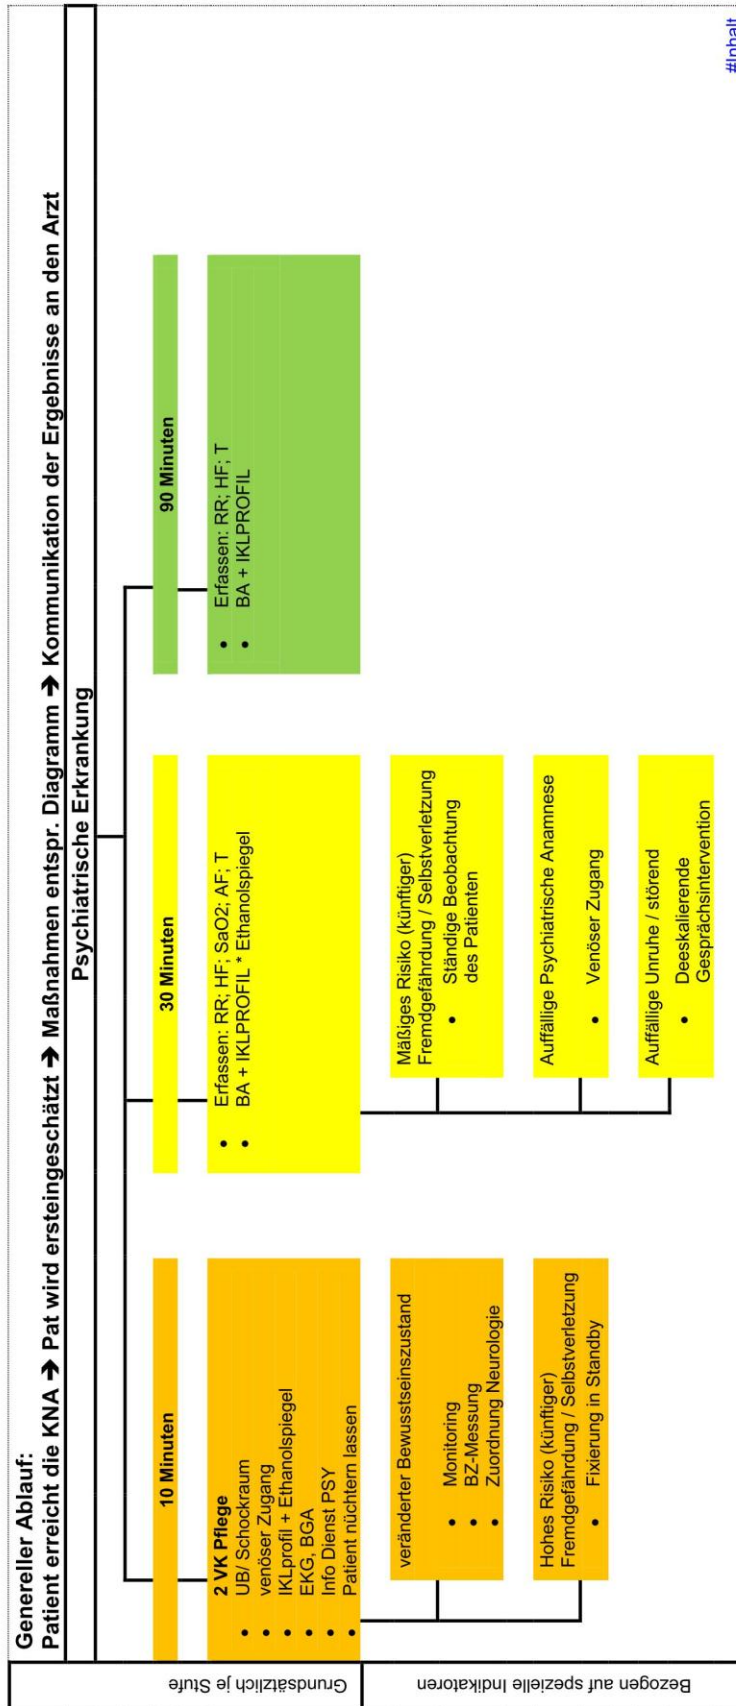 Genereller Ablauf:
Patient erreicht die KNA ➔ Pat wird ersteingeschätzt ➔ Maßnahmen entspr. Diagramm ➔ Kommunikation der Ergebnisse an den Arzt
Psychiatrische Erkrankung
Grundsätzlich je Stufe
10 Minuten
2 VK Pflege
• UB/ Schockraum
• venöser Zugang
• IKLprofil + Ethanolspiegel
• EKG, BGA
• Info Dienst PSY
• Patient nüchtern lassen
30 Minuten
• Erfassen: RR; HF; SaO2; AF; T
• BA + IKLPROFIL * Ethanolspiegel
90 Minuten
• Erfassen: RR; HF; T
• BA + IKLPROFIL
Bezogen auf spezielle Indikatoren
veränderter Bewusstseinszustand
• Monitoring
• BZ-Messung
• Zuordnung Neurologie
Hohes Risiko (künftiger)
Fremdgefährdung / Selbstverletzung
• Fixierung in Standby
Mäßiges Risiko (künftiger)
Fremdgefährdung / Selbstverletzung
• Ständige Beobachtung
des Patienten
Auffällige Psychiatrische Anamnese
• Venöser Zugang
Auffällige Unruhe / störend
• Deeskalierende
Gesprächsintervention
#Inhalt